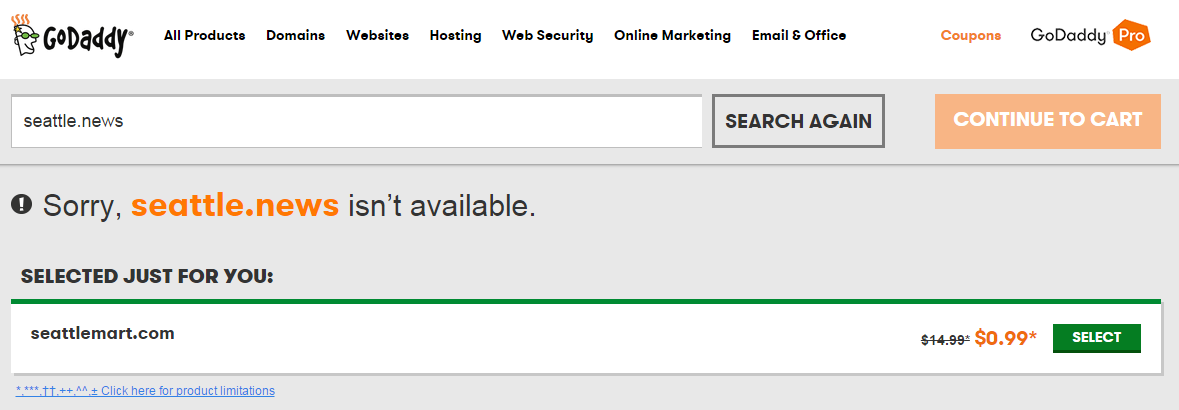 GoDaddy®
All Products Domains Websites Hosting Web Security Online Marketing Email & Office Coupons GoDaddy™ Pro
seattle.news SEARCH AGAIN CONTINUE TO CART
Sorry, seattle.news isn't available.
SELECTED JUST FOR YOU:
seattlemart.com $14.99* $0.99* SELECT
*,***,††,++,^^,± Click here for product limitations